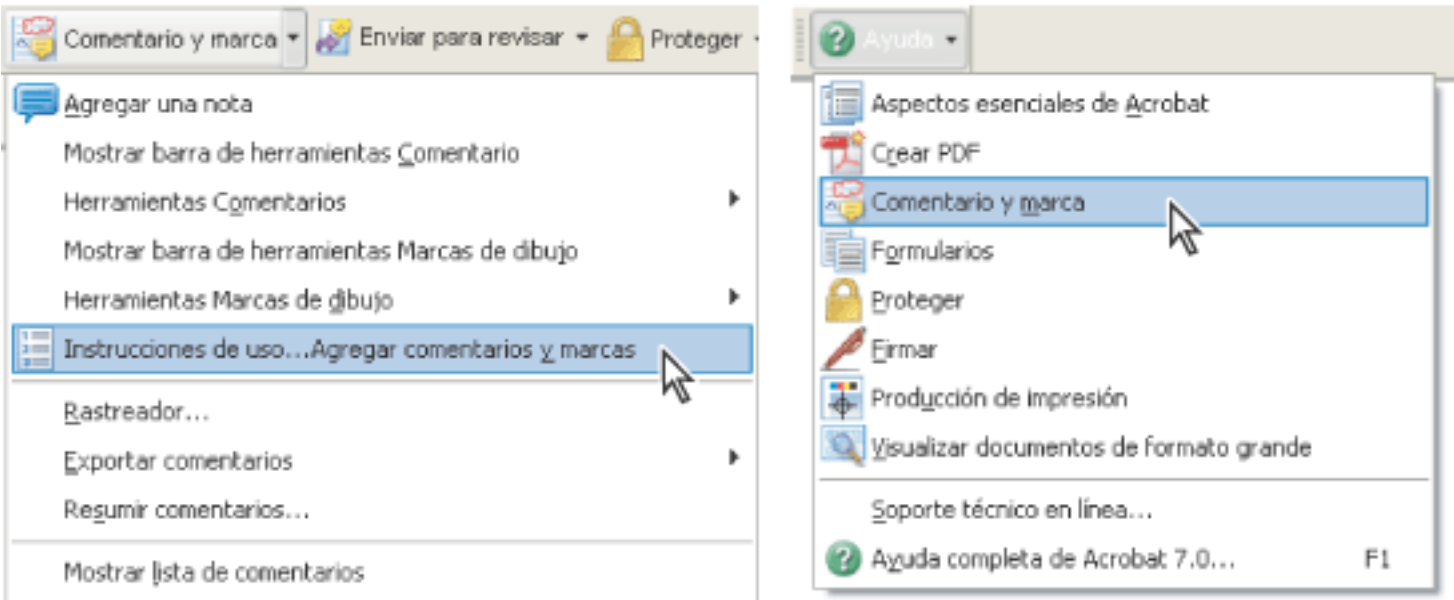 Comentario y marca Enviar para revisar Proteger
Agregar una nota
Mostrar barra de herramientas Comentario
Herramientas Comentarios
Mostrar barra de herramientas Marcas de dibujo
Herramientas Marcas de dibujo
Instrucciones de uso...Agregar comentarios y marcas
Rastreador...
Exportar comentarios
Resumir comentarios...
Mostrar lista de comentarios
Ayuda
Aspectos esenciales de Acrobat
Crear PDF
Comentario y marca
Formularios
Proteger
Firmar
Producción de impresión
Visualizar documentos de formato grande
Soporte técnico en línea...
Ayuda completa de Acrobat 7.0... F1